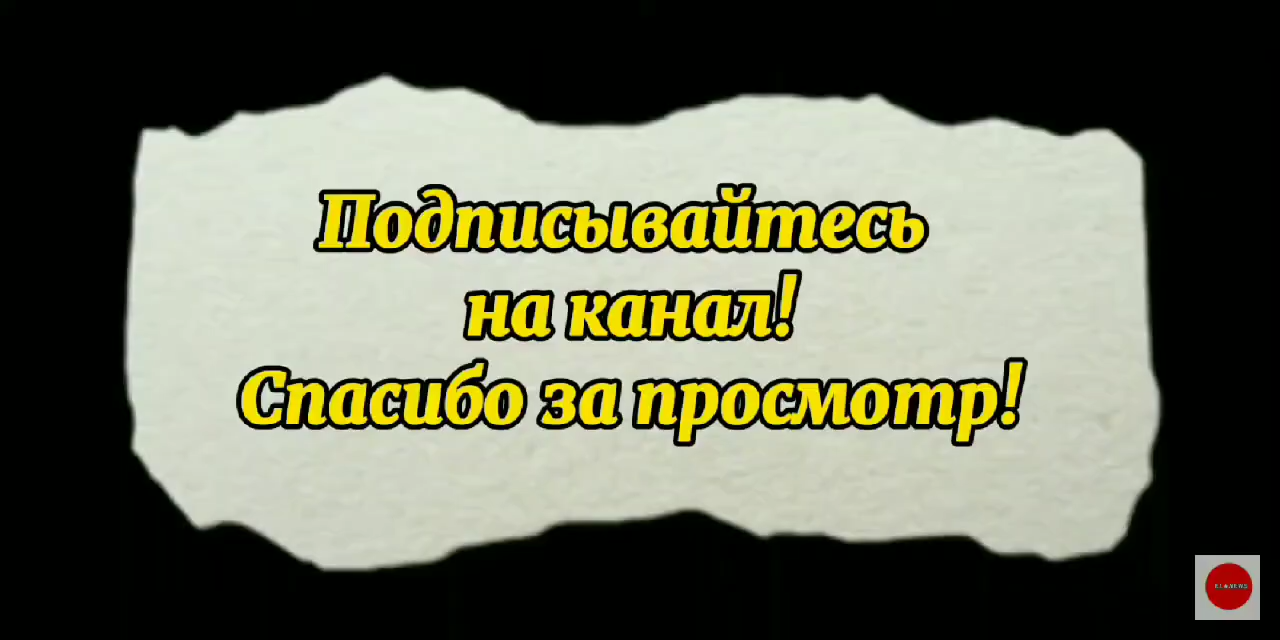 Подписывайтесь
на канал!
Спасибо за просмотр!